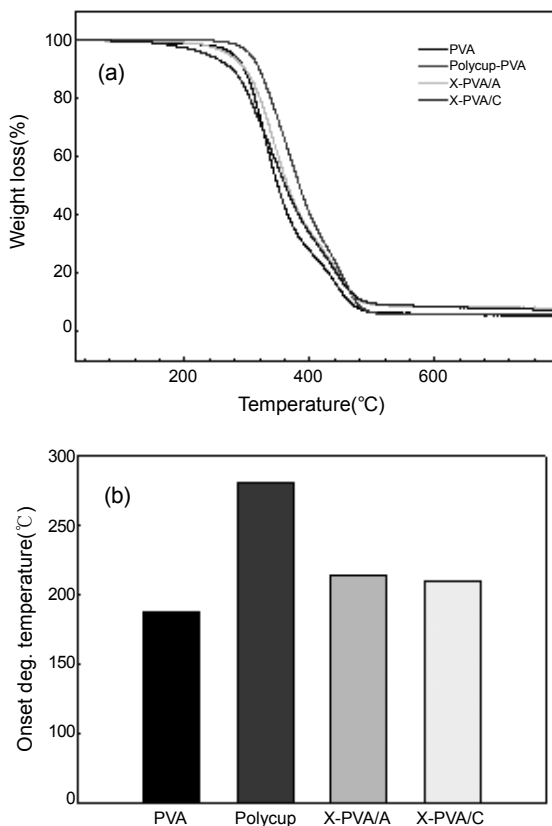 (a)
PVA
Polycup-PVA
X-PVA/A
X-PVA/C
100
80
60
40
20
0
Weight loss(%)
200 400 600
Temperature(℃)
(b)
300
250
200
150
100
0
Onset deg. temperature(℃)
PVA Polycup X-PVA/A X-PVA/C